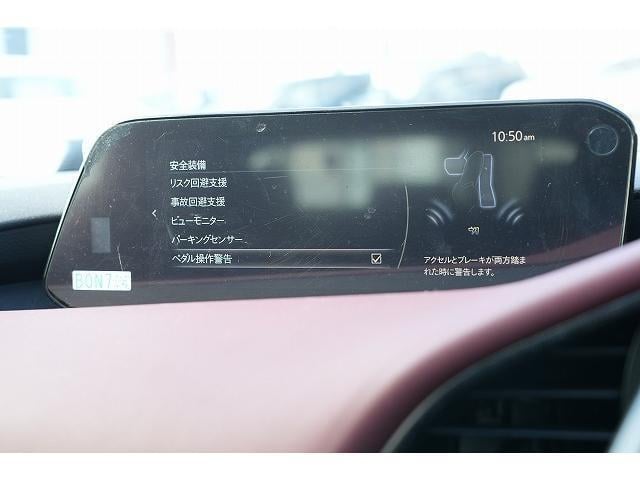 10:50am
安全装備
リスク回避支援
事故回避支援
ビューモニター
パーキングセンサー
ペダル操作警告
アクセルとブレーキが両方踏ま
れた時に警告します。